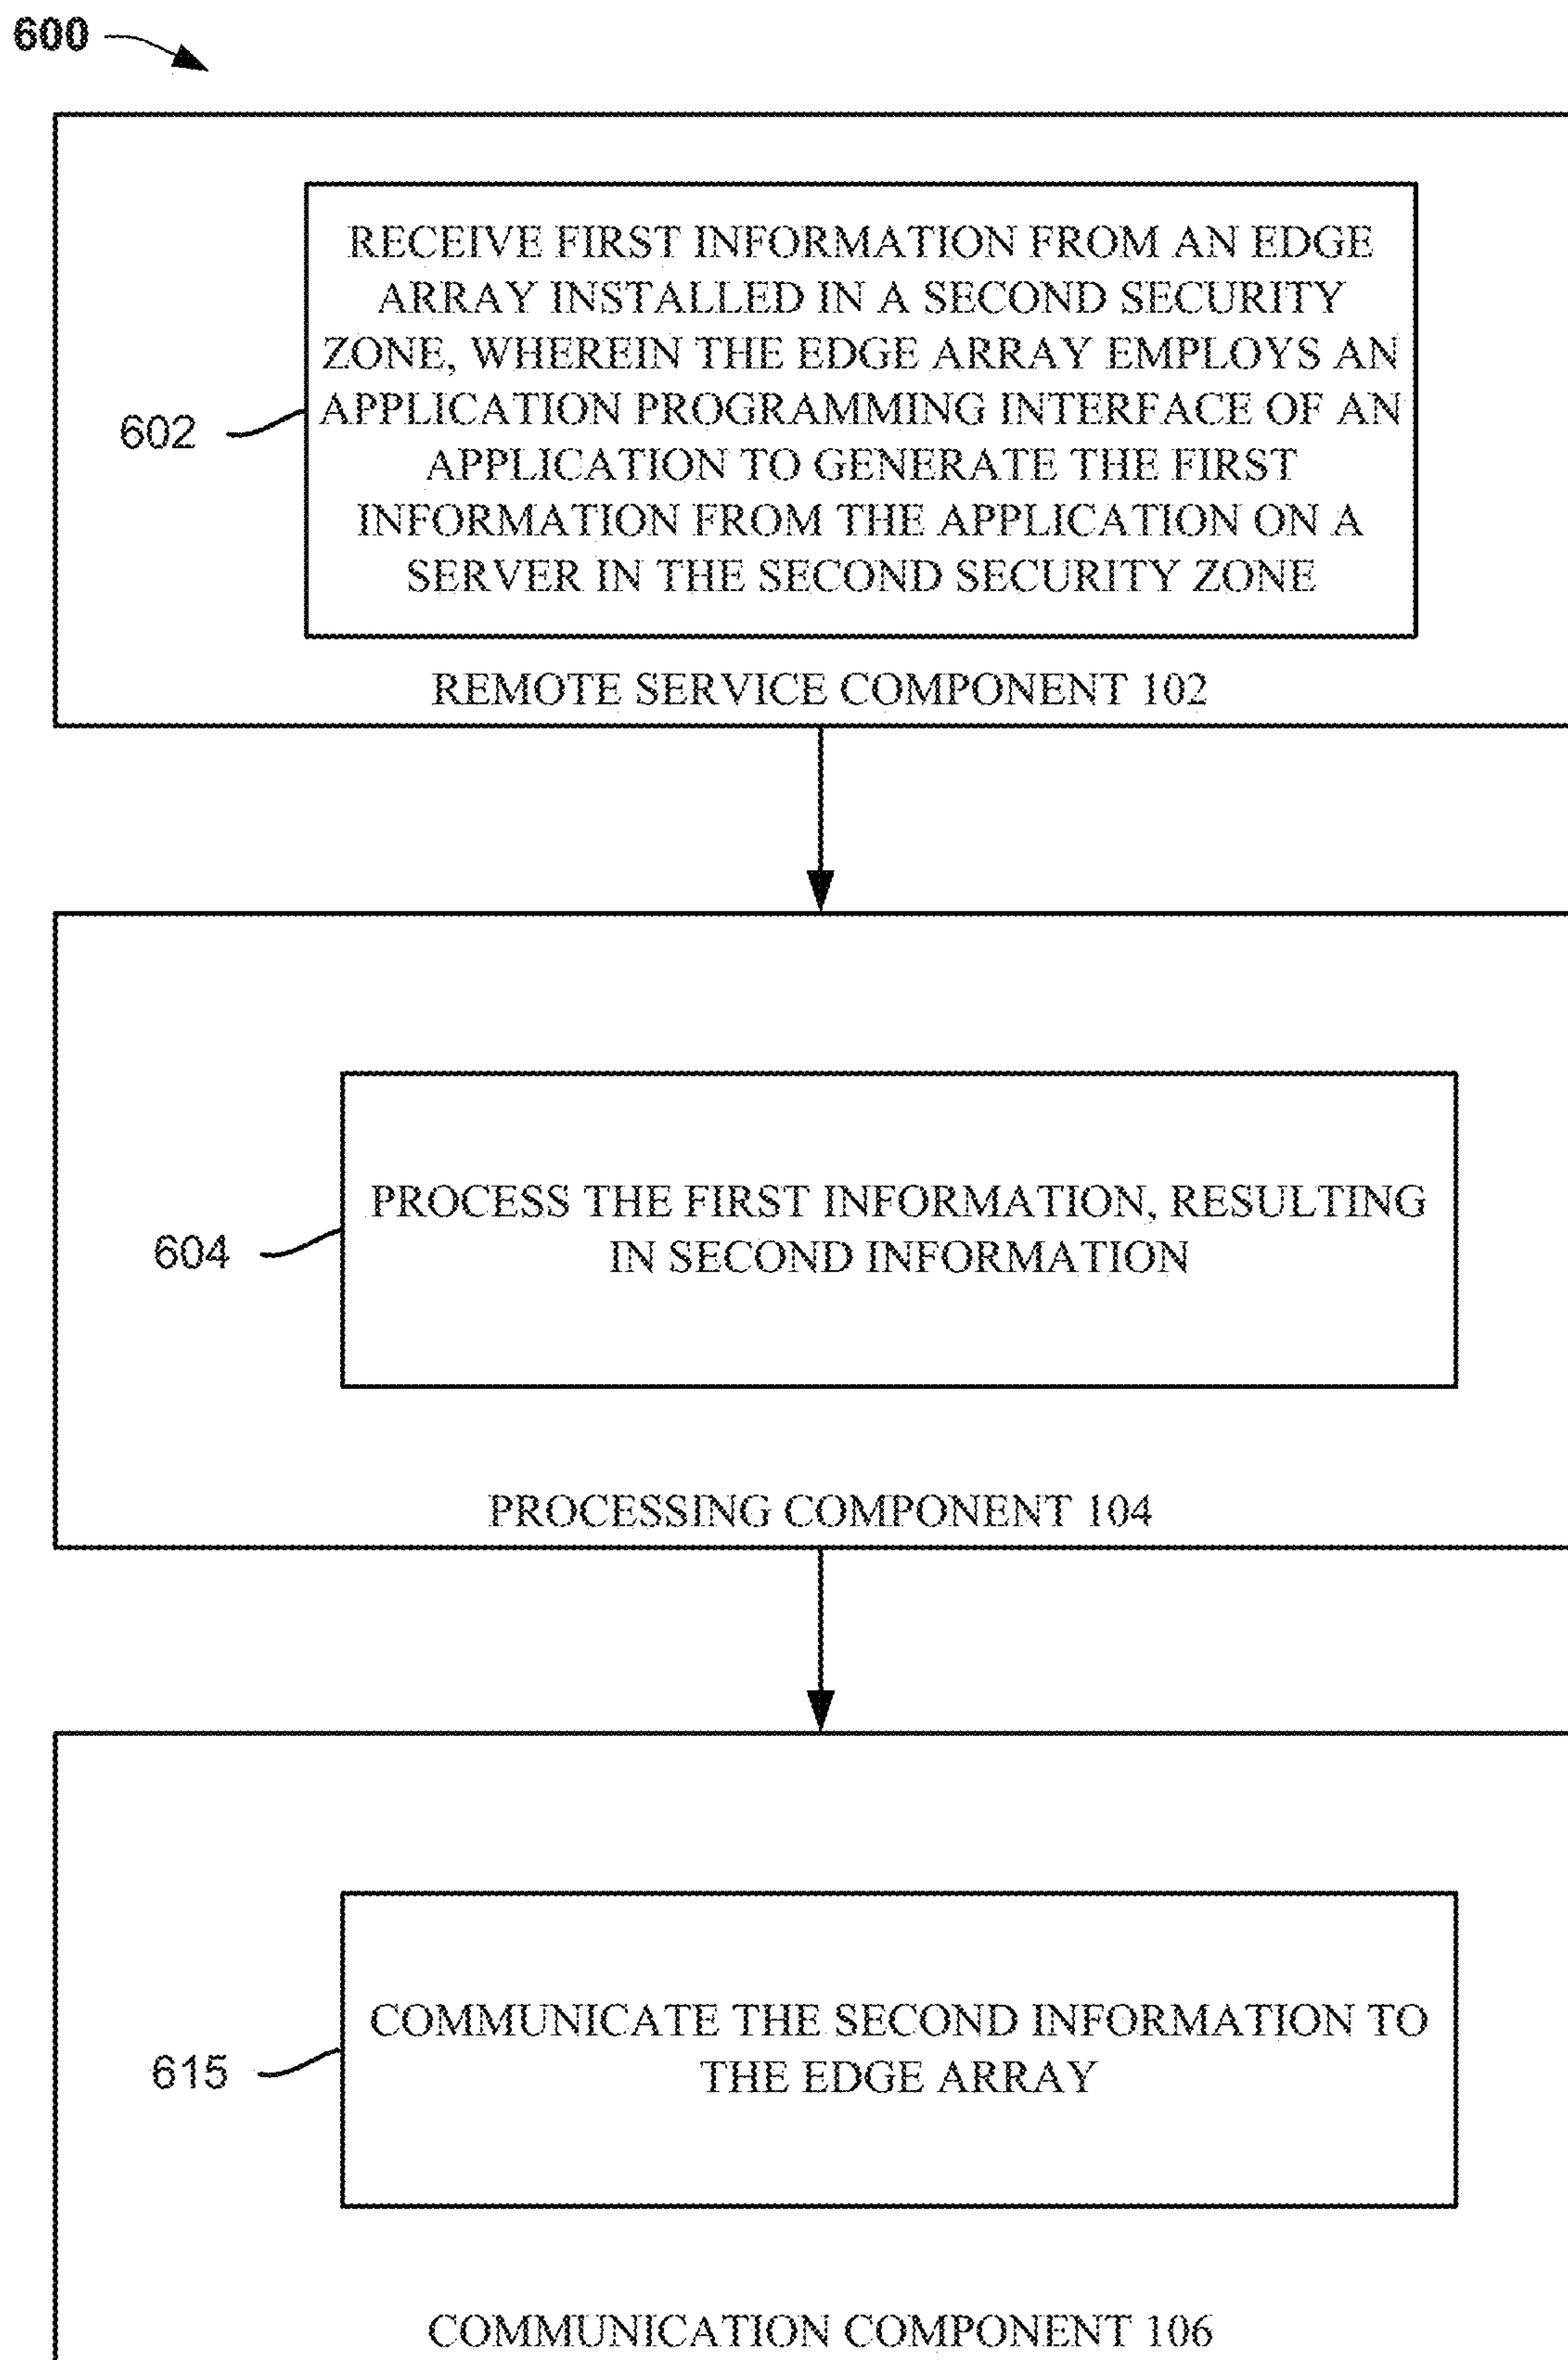 600
RECEIVE FIRST INFORMATION FROM AN EDGE
ARRAY INSTALLED IN A SECOND SECURITY
ZONE, WHEREIN THE EDGE ARRAY EMPLOYS AN
APPLICATION PROGRAMMING INTERFACE OF AN
APPLICATION TO GENERATE THE FIRST
INFORMATION FROM THE APPLICATION ON A
SERVER IN THE SECOND SECURITY ZONE
602
REMOTE SERVICE COMPONENT 102
PROCESS THE FIRST INFORMATION, RESULTING
IN SECOND INFORMATION
604
PROCESSING COMPONENT 104
COMMUNICATE THE SECOND INFORMATION TO
THE EDGE ARRAY
615
COMMUNICATION COMPONENT 106